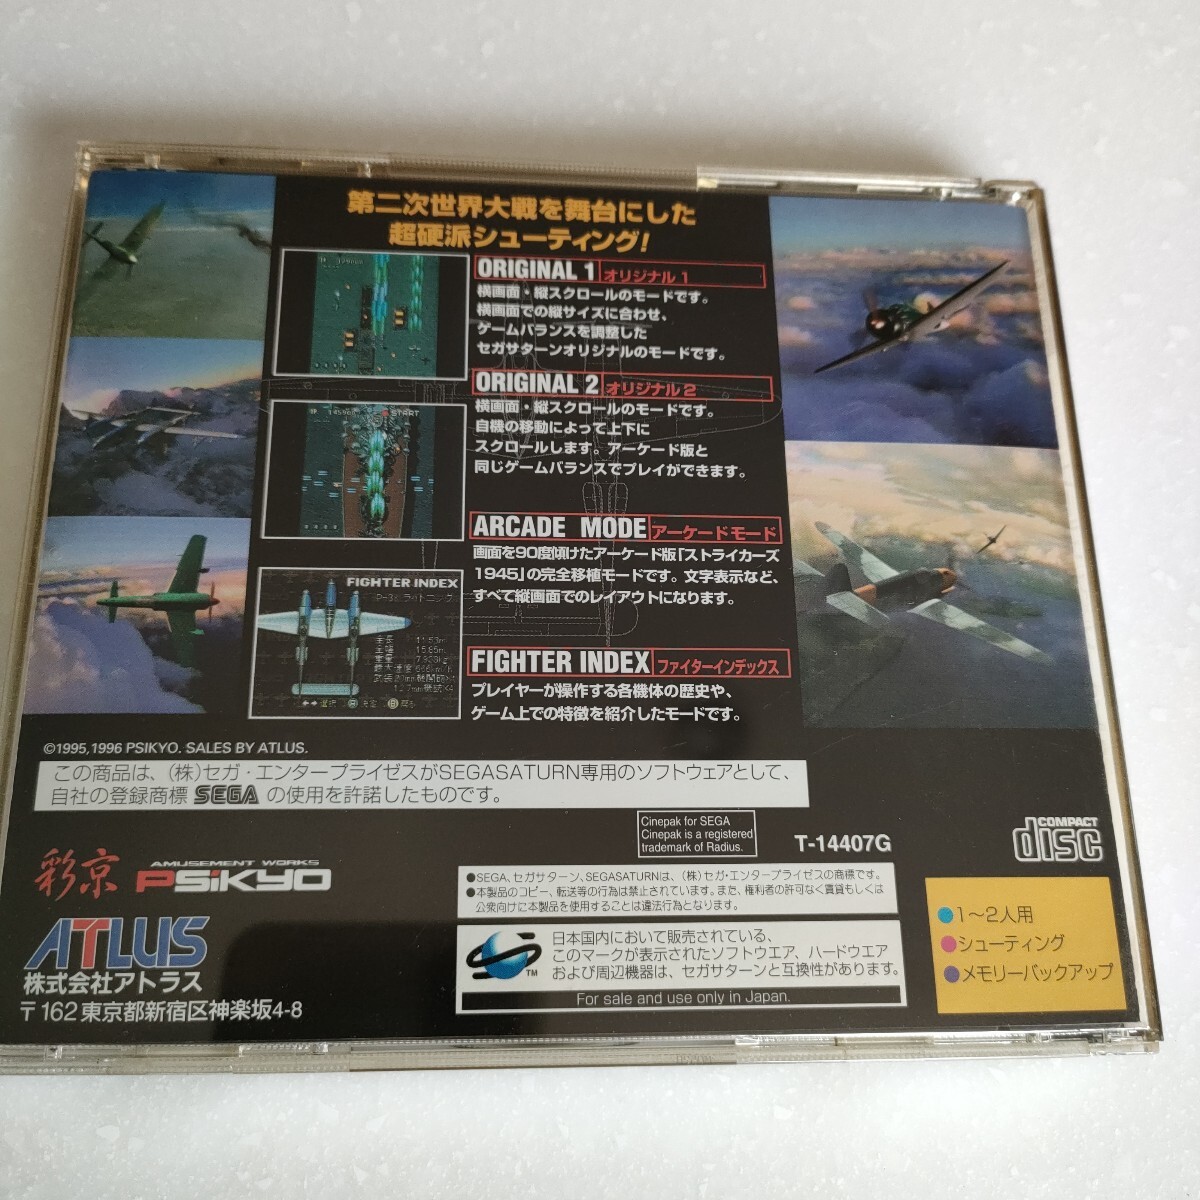 第二次世界大戦を舞台にした
超硬派シューティング!
ORIGINAL 1 オリジナル 1
横画面・縦スクロールのモードです。
横画面での縦サイズに合わせ、
ゲームバランスを調整した
セガサターンオリジナルのモードです。
ORIGINAL 2 オリジナル 2
横画面・縦スクロールのモードです。
自機の移動によって上下に
スクロールします。アーケード版と
同じゲームバランスでプレイができます。
START
ARCADE MODE アーケードモード
画面を90度傾けたアーケード版「ストライカーズ
1945」の完全移植モードです。文字表示など、
すべて縦画面でのレイアウトになります。
FIGHTER INDEX
P-38 ライトニング
全長 11.53m
全幅 15.85m
FIGHTER INDEX ファイターインデックス
プレイヤーが操作する各機体の歴史や、
ゲーム上での特徴を紹介したモードです。
©1995,1996 PSIKYO. SALES BY ATLUS.
この商品は、(株)セガ・エンタープライゼスがSEGASATURN専用のソフトウェアとして、
自社の登録商標 SEGA の使用を許諾したものです。
Cinepak for SEGA
Cinepak is a registered
trademark of Radius.
T-14407G
COMPACT
disc
彩京
AMUSEMENT WORKS
PSIKYO
ATLUS
株式会社アトラス
〒162 東京都新宿区神楽坂4-8
●SEGA、セガサターン、SEGASATURNは、(株)セガ・エンタープライゼスの商標です。
●本製品のコピー、転送等の行為は禁止されています。また、権利者の許可なく賃貸もしくは
公衆向けに本製品を使用することは違法行為となります。
TM
日本国内において販売されている、
このマークが表示されたソフトウエア、ハードウエア
および周辺機器は、セガサターンと互換性があります。
For sale and use only in Japan.
●1〜2人用
●シューティング
●メモリーバックアップ